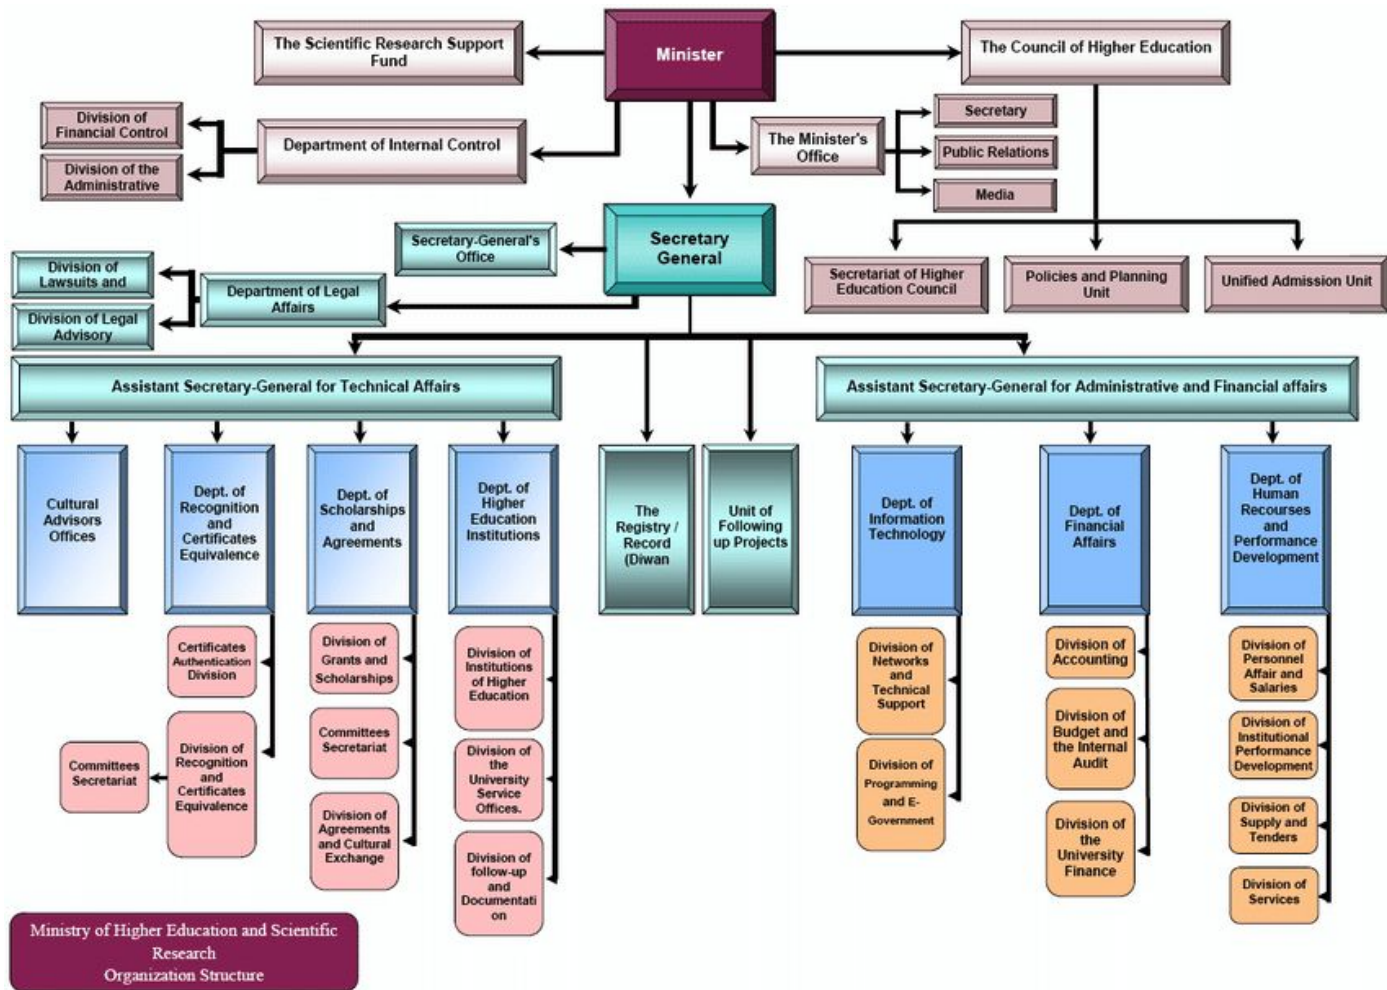 The Scientific Research Support
Fund
Minister
The Council of Higher Education
Division of
Financial Control
Division of the
Administrative
Department of Internal Control
The Minister's
Office
Secretary
Public Relations
Media
Secretary-General's
Office
Secretary
General
Secretariat of Higher
Education Council
Policies and Planning
Unit
Unified Admission Unit
Division of
Lawsuits and
Division of Legal
Advisory
Department of Legal
Affairs
Assistant Secretary-General for Technical Affairs
Assistant Secretary-General for Administrative and Financial affairs
Cultural
Advisors
Offices
Dept. of
Recognition
and
Certificates
Equivalence
Dept. of
Scholarships
and
Agreements
Dept. of
Higher
Education
Institutions
The
Registry /
Record
(Diwan
Unit of
Following
up Projects
Dept. of
Information
Technology
Dept. of
Financial
Affairs
Dept. of
Human
Recourses
and
Performance
Development
Certificates
Authentication
Division
Division of
Recognition
and
Certificates
Equivalence
Committees
Secretariat
Division of
Grants and
Scholarships
Committees
Secretariat
Division of
Agreements
and Cultural
Exchange
Division of
Institutions
of Higher
Education
Division of
the
University
Service
Offices.
Division of
follow-up
and
Documentati
on
Division of
Networks
and
Technical
Support
Division of
Programming
and E-
Government
Division of
Accounting
Division of
Budget and
the Internal
Audit
Division of
the
University
Finance
Division of
Personnel
Affair and
Salaries
Division of
Institutional
Performance
Development
Division of
Supply and
Tenders
Division of
Services
Ministry of Higher Education and Scientific
Research
Organization Structure